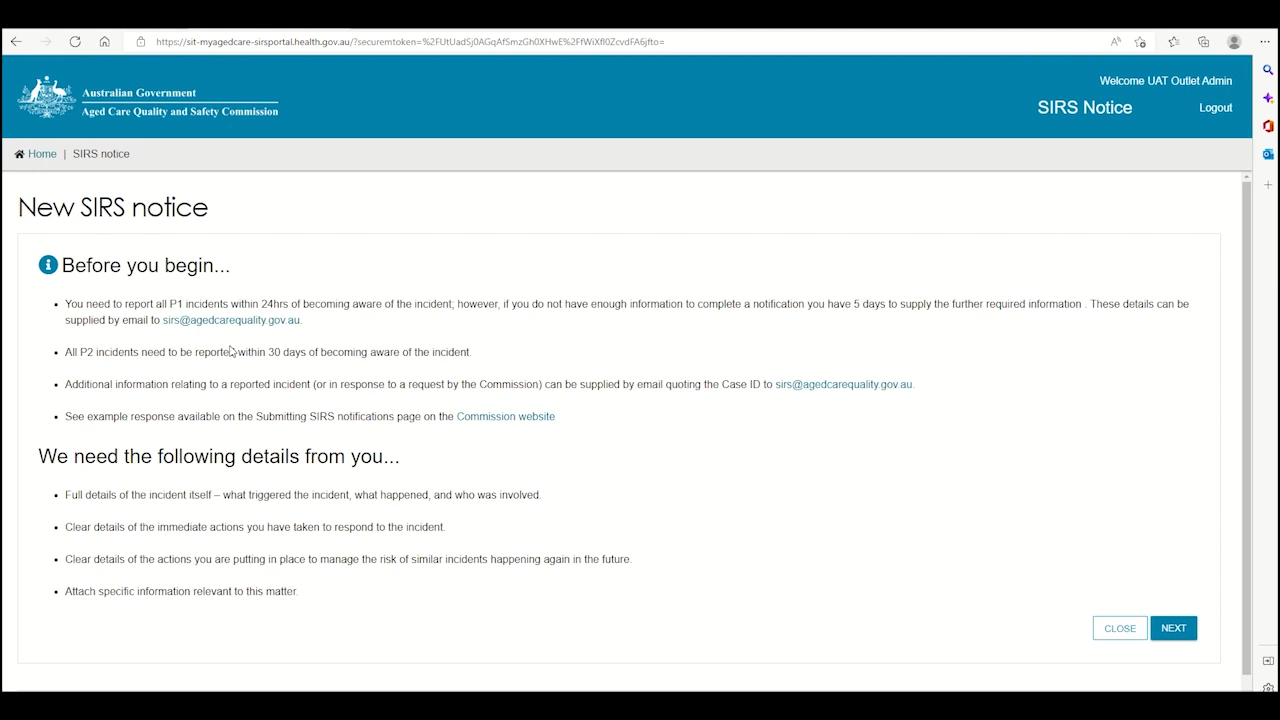 Australian Government
Aged Care Quality and Safety Commission
Welcome UAT Outlet Admin
SIRS Notice
Logout
Home | SIRS notice
New SIRS notice
Before you begin...
You need to report all P1 incidents within 24hrs of becoming aware of the incident; however, if you do not have enough information to complete a notification you have 5 days to supply the further required information . These details can be
supplied by email to sirs@agedcarequality.gov.au.
All P2 incidents need to be reported within 30 days of becoming aware of the incident.
Additional information relating to a reported incident (or in response to a request by the Commission) can be supplied by email quoting the Case ID to sirs@agedcarequality.gov.au.
See example response available on the Submitting SIRS notifications page on the Commission website
We need the following details from you...
Full details of the incident itself – what triggered the incident, what happened, and who was involved.
Clear details of the immediate actions you have taken to respond to the incident.
Clear details of the actions you are putting in place to manage the risk of similar incidents happening again in the future.
Attach specific information relevant to this matter.
CLOSE NEXT